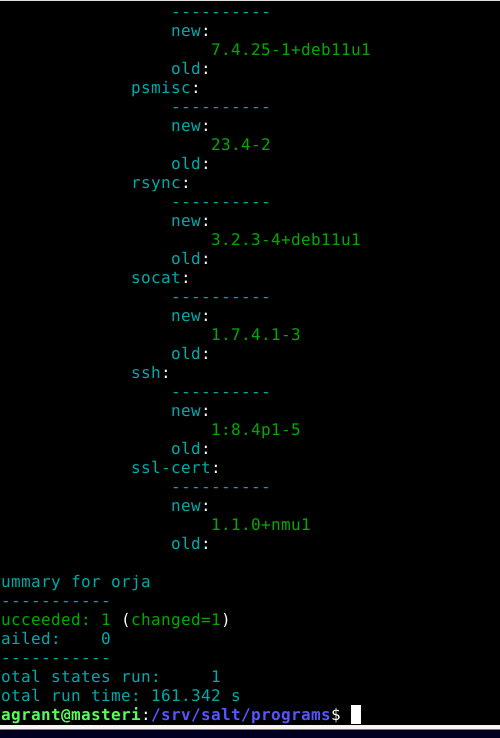 ----------
new:
7.4.25-1+deb11u1
old:
psmisc:
----------
new:
23.4-2
old:
rsync:
----------
new:
3.2.3-4+deb11u1
old:
socat:
----------
new:
1.7.4.1-3
old:
ssh:
----------
new:
1:8.4p1-5
old:
ssl-cert:
----------
new:
1.1.0+nmu1
old:
ummary for orja
-----------
ucceeded: 1 (changed=1)
ailed:    0
-----------
otal states run:     1
otal run time: 161.342 s
agrant@masteri:/srv/salt/programs$